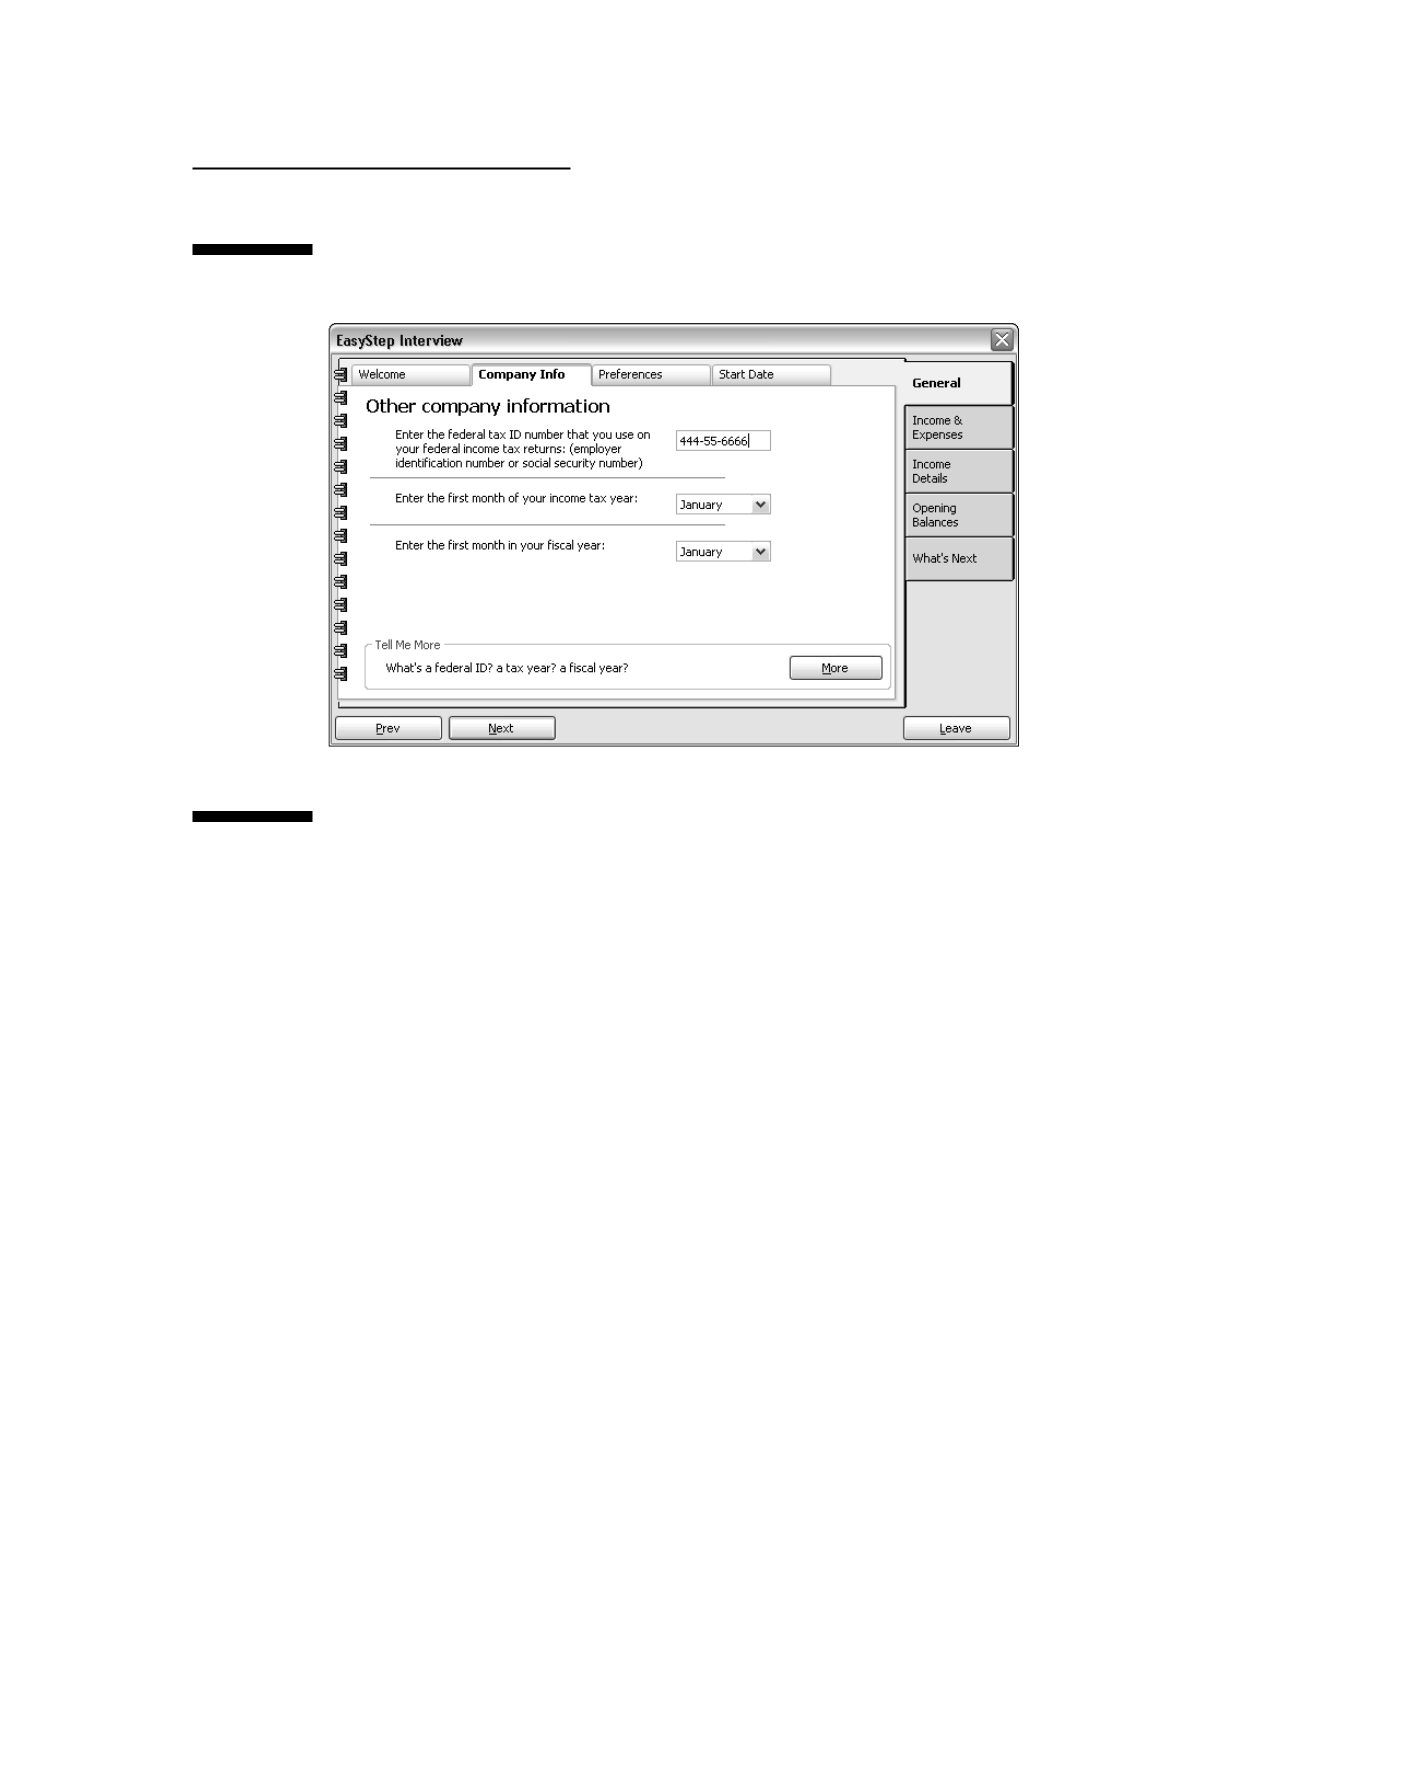 EasyStep Interview
Welcome
Company Info
Preferences
Start Date
General
Income &
Expenses
Income
Details
Opening
Balances
What's Next
Other company information
Enter the federal tax ID number that you use on
your federal income tax returns: (employer
identification number or social security number)
444-55-6666
Enter the first month of your income tax year:
January
Enter the first month in your fiscal year:
January
Tell Me More
What's a federal ID? a tax year? a fiscal year?
More
Prev
Next
Leave